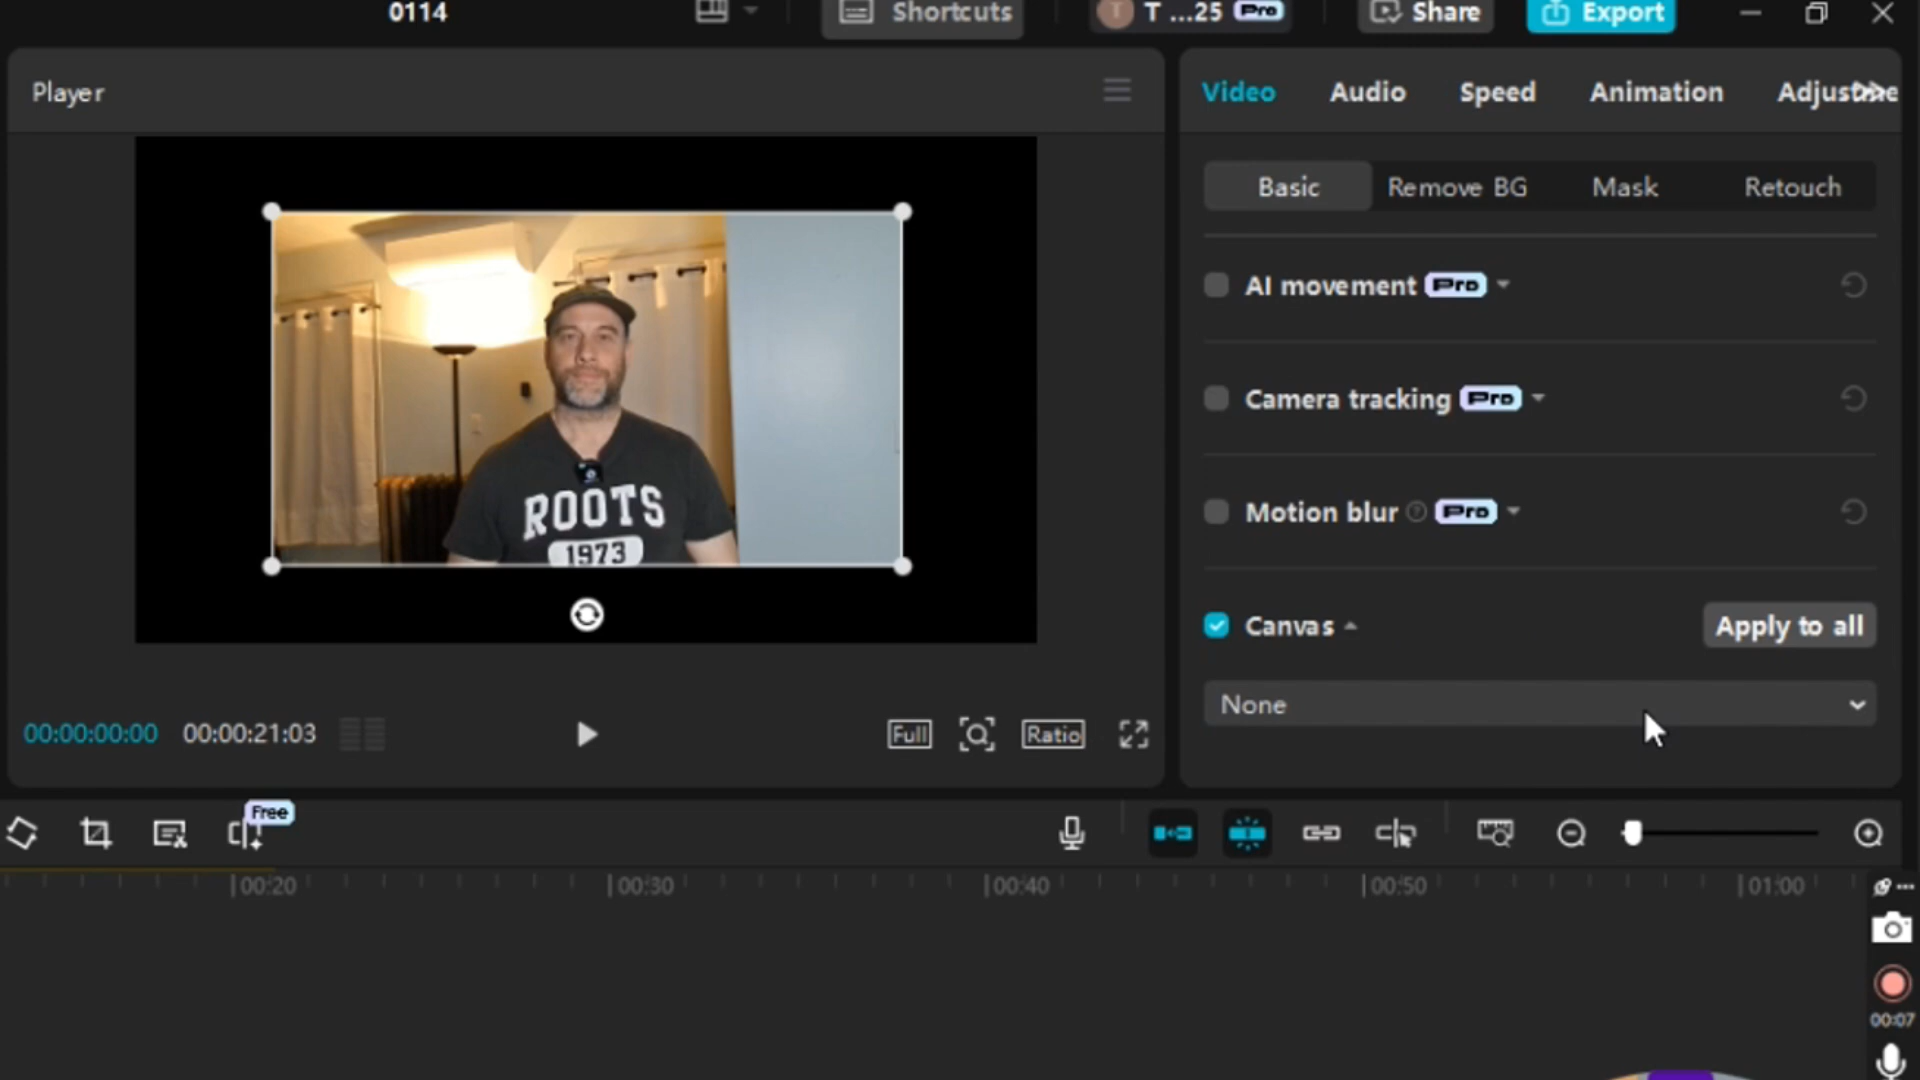 0114
Shortcuts
T ...25 Pro
Share
Export
Player
Video
Audio
Speed
Animation
Basic
Remove BG
Mask
Retouch
AI movement Pro
Camera tracking Pro
Motion blur Pro
Canvas
Apply to all
None
ROOTS
1973
00:00:00:00
00:00:21:03
Full
Ratio
Free
00:20
00:30
00:40
00:50
01:00
00:07